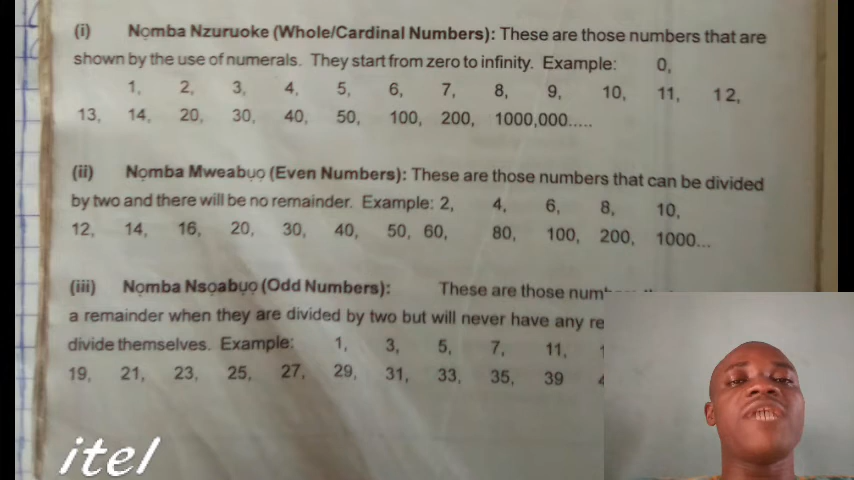 (i) Nọmba Nzuruoke (Whole/Cardinal Numbers): These are those numbers that are
shown by the use of numerals. They start from zero to infinity. Example: 0,
1, 2, 3, 4, 5, 6, 7, 8, 9, 10, 11, 12,
13, 14, 20, 30, 40, 50, 100, 200, 1000,000.....
(ii) Nọmba Mweabụọ (Even Numbers): These are those numbers that can be divided
by two and there will be no remainder. Example: 2, 4, 6, 8, 10,
12, 14, 16, 20, 30, 40, 50, 60, 80, 100, 200, 1000...
(iii) Nọmba Nsọabụọ (Odd Numbers): These are those
a remainder when they are divided by two but will never have any
divide themselves. Example: 1, 3, 5, 7, 11,
19, 21, 23, 25, 27, 29, 31, 33, 35, 39
itel